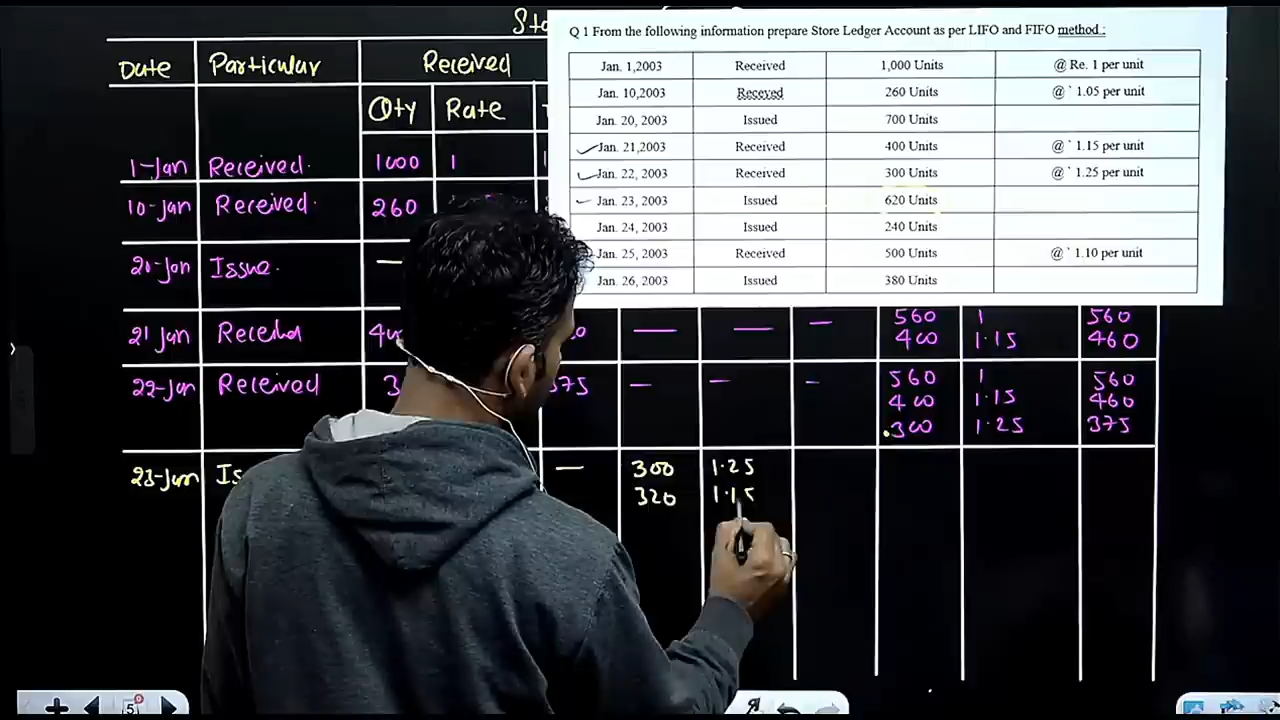 Sto
Q 1 From the following information prepare Store Ledger Account as per LIFO and FIFO method :
Jan. 1,2003 Received 1,000 Units @ Re. 1 per unit
Jan. 10,2003 Receved 260 Units @ ` 1.05 per unit
Jan. 20, 2003 Issued 700 Units
Jan. 21,2003 Received 400 Units @ ` 1.15 per unit
Jan. 22, 2003 Received 300 Units @ ` 1.25 per unit
Jan. 23, 2003 Issued 620 Units
Jan. 24, 2003 Issued 240 Units
Jan. 25, 2003 Received 500 Units @ ` 1.10 per unit
Jan. 26, 2003 Issued 380 Units
Date Particular Received
Qty Rate
1-Jan Received. 1000 1
10-Jan Received. 260
20-Jan Issue. —
21 Jan Received — — — 560 1 560
400 1.15 460
22-Jan Received 375 — — — 560 1 560
400 1.15 460
300 1.25 375
23-Jan Is — 300 1.25
320 1.15
5